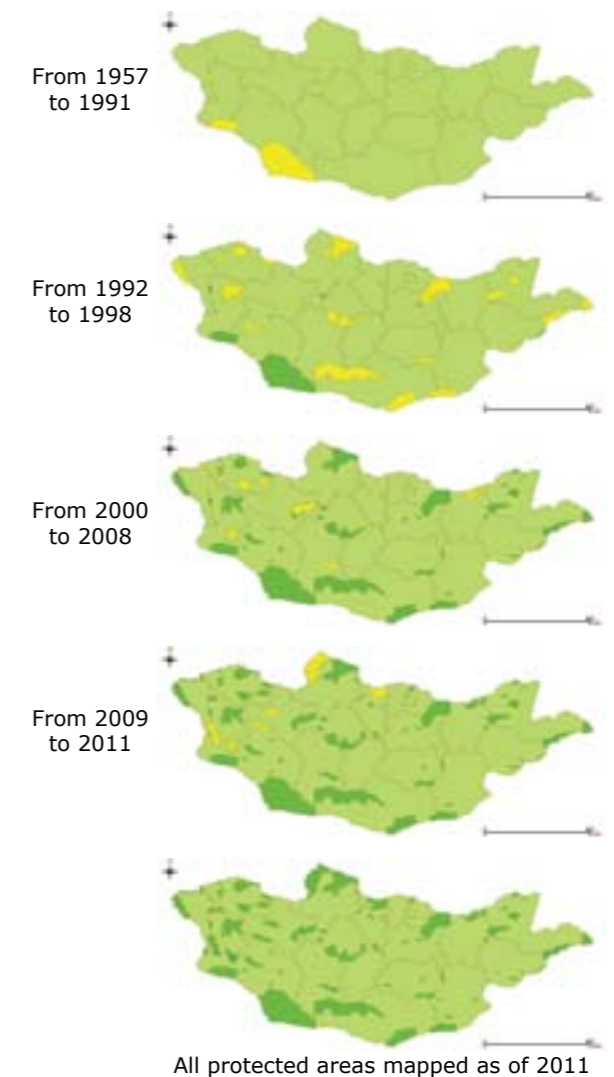 From 1957
to 1991
From 1992
to 1998
From 2000
to 2008
From 2009
to 2011
All protected areas mapped as of 2011